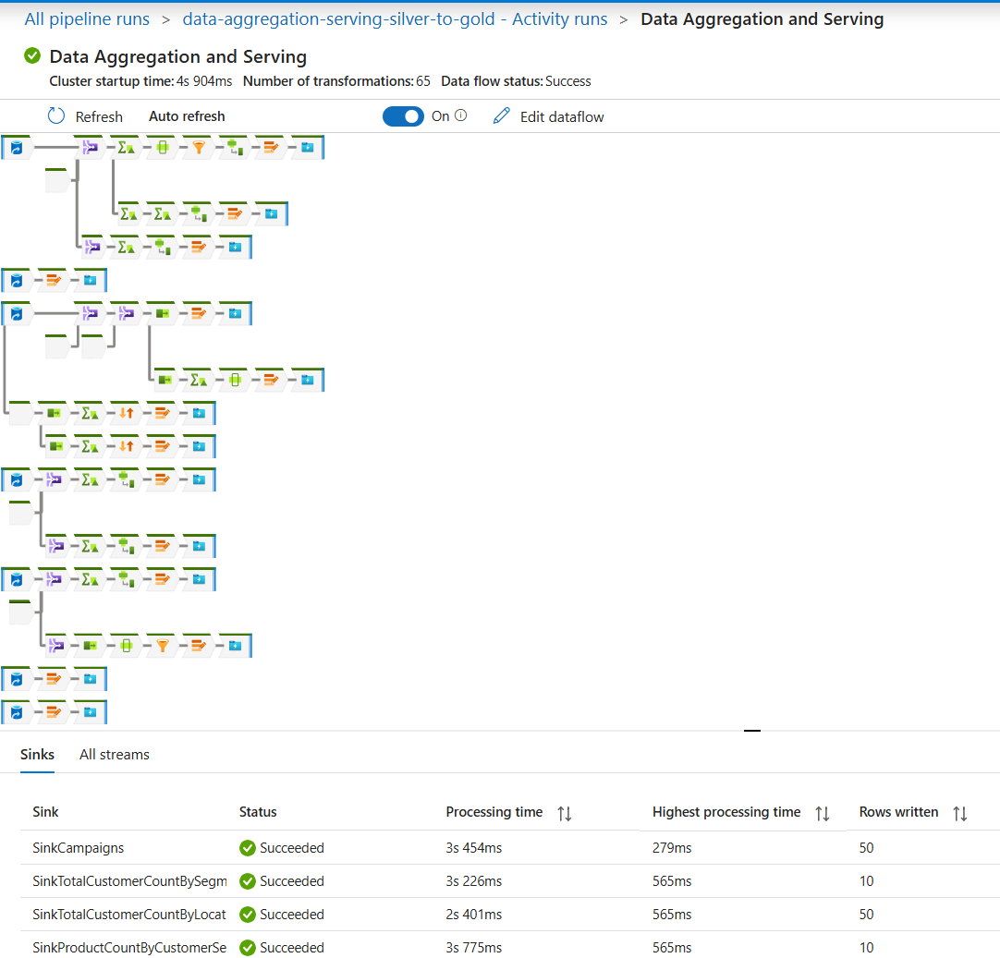 All pipeline runs > data-aggregation-serving-silver-to-gold - Activity runs > Data Aggregation and Serving
Data Aggregation and Serving
Cluster startup time: 4s 904ms Number of transformations: 65 Data flow status: Success
Refresh Auto refresh On Edit dataflow
Sinks All streams
Sink Status Processing time Highest processing time Rows written
SinkCampaigns Succeeded 3s 454ms 279ms 50
SinkTotalCustomerCountBySegm Succeeded 3s 226ms 565ms 10
SinkTotalCustomerCountByLocat Succeeded 2s 401ms 565ms 50
SinkProductCountByCustomerSe Succeeded 3s 775ms 565ms 10